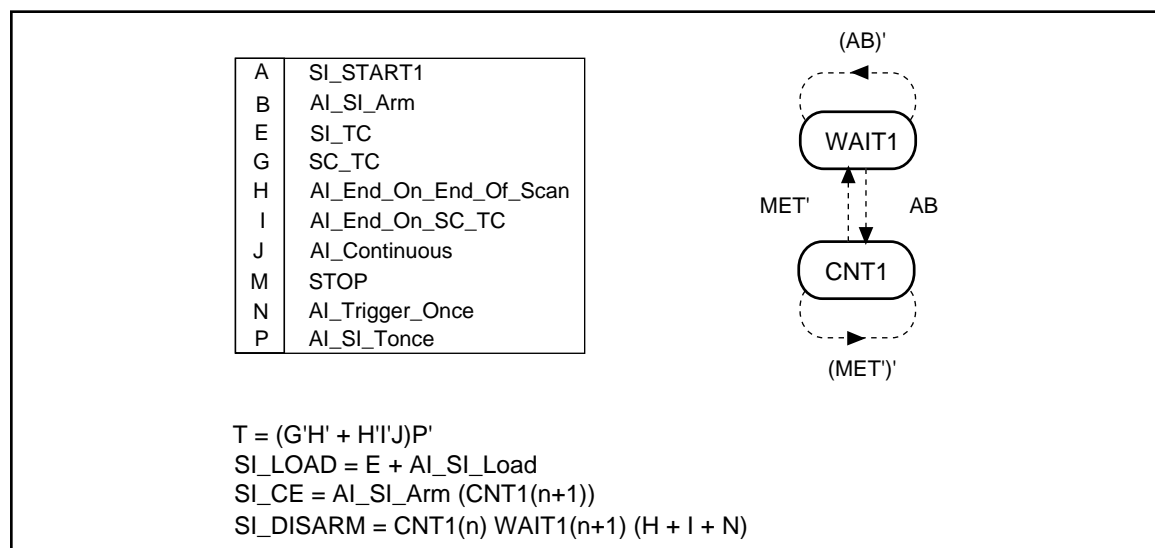 A SI_START1
B AI_SI_Arm
E SI_TC
G SC_TC
H AI_End_On_End_Of_Scan
I AI_End_On_SC_TC
J AI_Continuous
M STOP
N AI_Trigger_Once
P AI_SI_Tonce
(AB)'
WAIT1
MET' AB
CNT1
(MET')'
T = (G'H' + H'I'J)P'
SI_LOAD = E + AI_SI_Load
SI_CE = AI_SI_Arm (CNT1(n+1))
SI_DISARM = CNT1(n) WAIT1(n+1) (H + I + N)